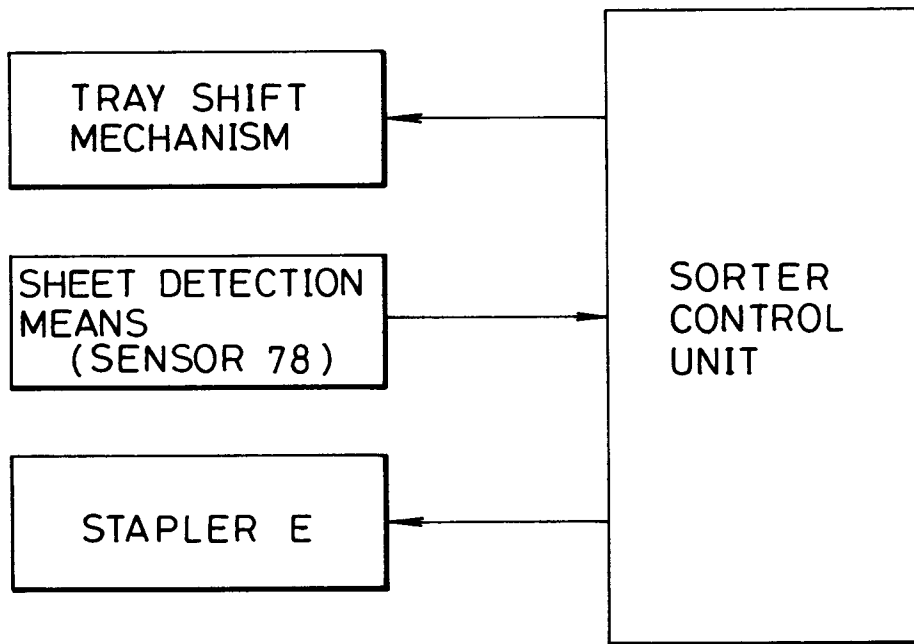 TRAY SHIFT
MECHANISM
SHEET DETECTION
MEANS
(SENSOR 78)
STAPLER E
SORTER
CONTROL
UNIT